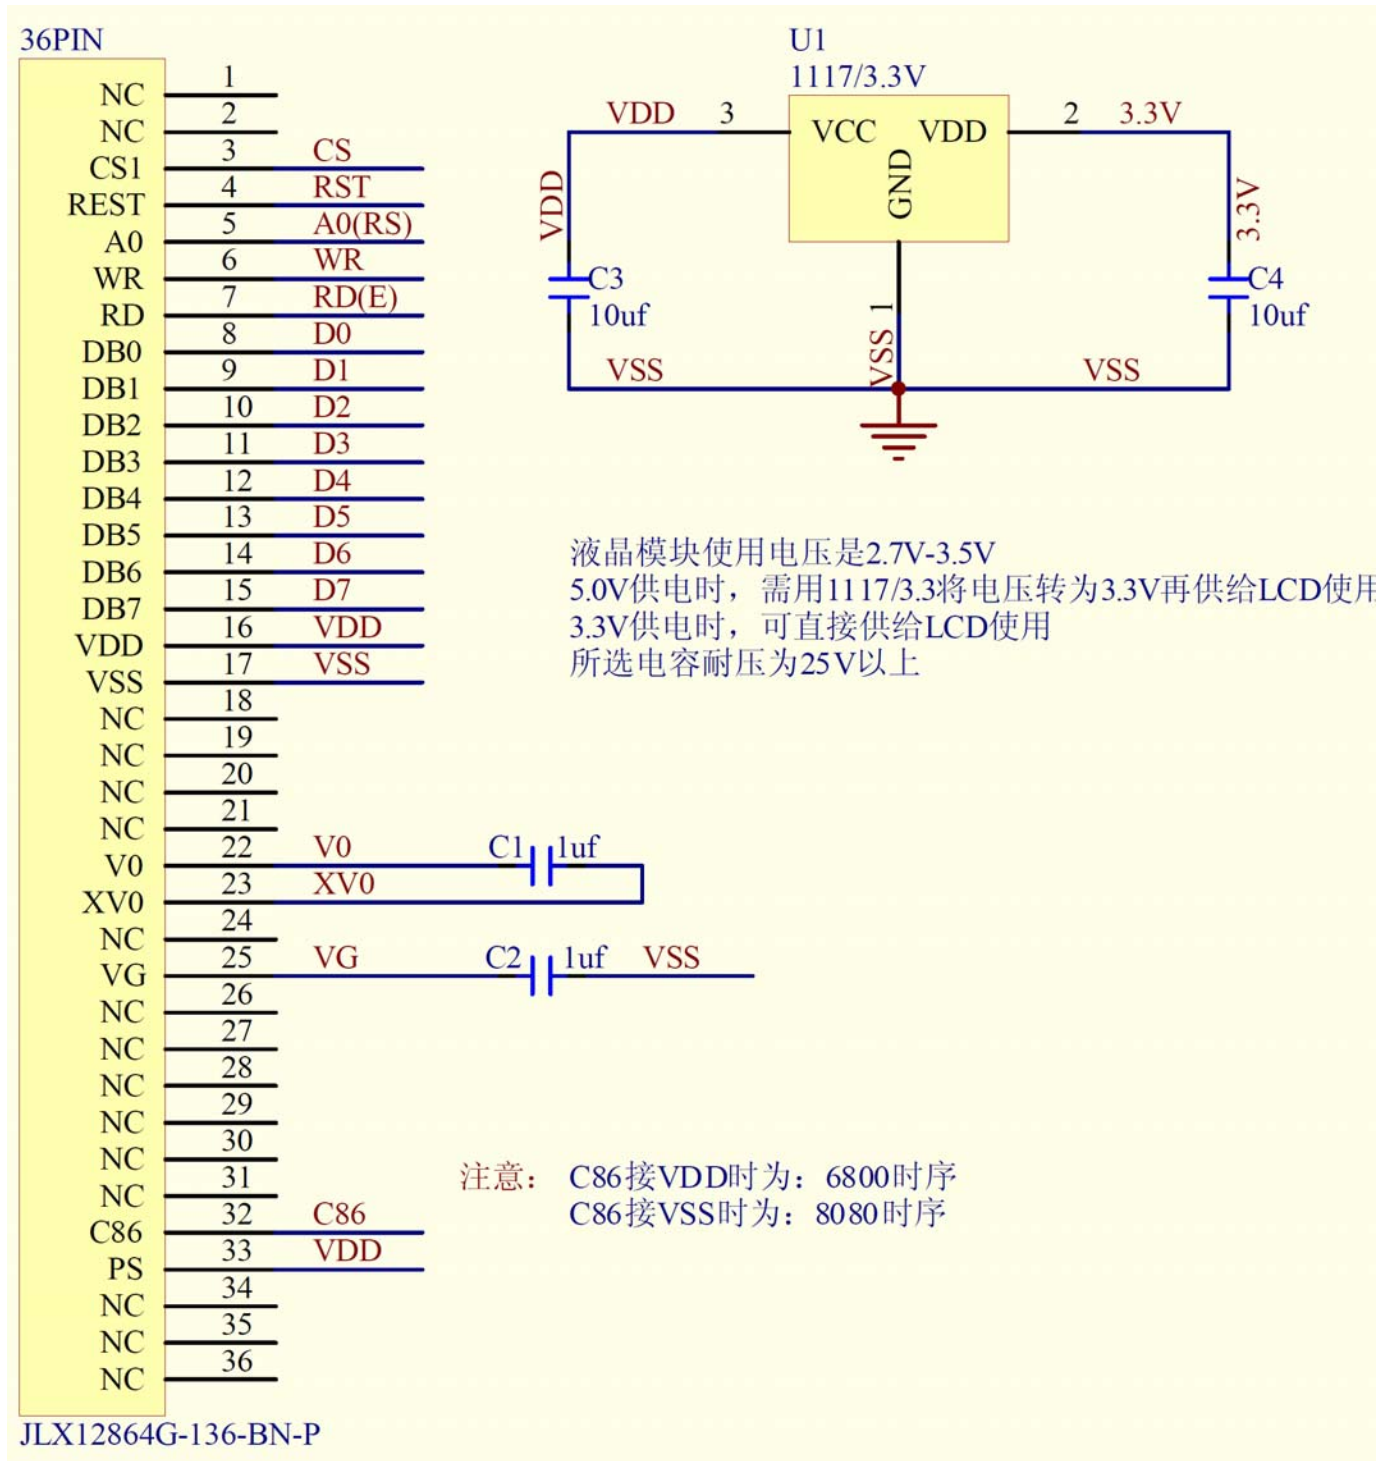 36PIN
NC 1
NC 2
CS1 3 CS
REST 4 RST
A0 5 A0(RS)
WR 6 WR
RD 7 RD(E)
DB0 8 D0
DB1 9 D1
DB2 10 D2
DB3 11 D3
DB4 12 D4
DB5 13 D5
DB6 14 D6
DB7 15 D7
VDD 16 VDD
VSS 17 VSS
NC 18
NC 19
NC 20
NC 21
V0 22 V0 C1 1uf
XV0 23 XV0
NC 24
VG 25 VG C2 1uf VSS
NC 26
NC 27
NC 28
NC 29
NC 30
NC 31
C86 32 C86
PS 33 VDD
NC 34
NC 35
NC 36
JLX12864G-136-BN-P
U1
1117/3.3V
VDD 3 VCC VDD 2 3.3V
GND
VDD
3.3V
C3
10uf
C4
10uf
1
VSS
VSS
VSS
液晶模块使用电压是2.7V-3.5V
5.0V供电时，需用1117/3.3将电压转为3.3V再供给LCD使用
3.3V供电时，可直接供给LCD使用
所选电容耐压为25V以上
注意： C86接VDD时为：6800时序
C86接VSS时为：8080时序